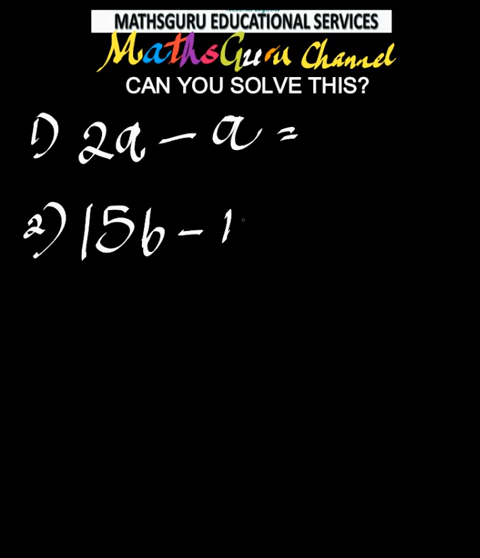 MATHSGURU EDUCATIONAL SERVICES
MathsGuru Channel
CAN YOU SOLVE THIS?
1) 2a - a =
2) 15b - 1